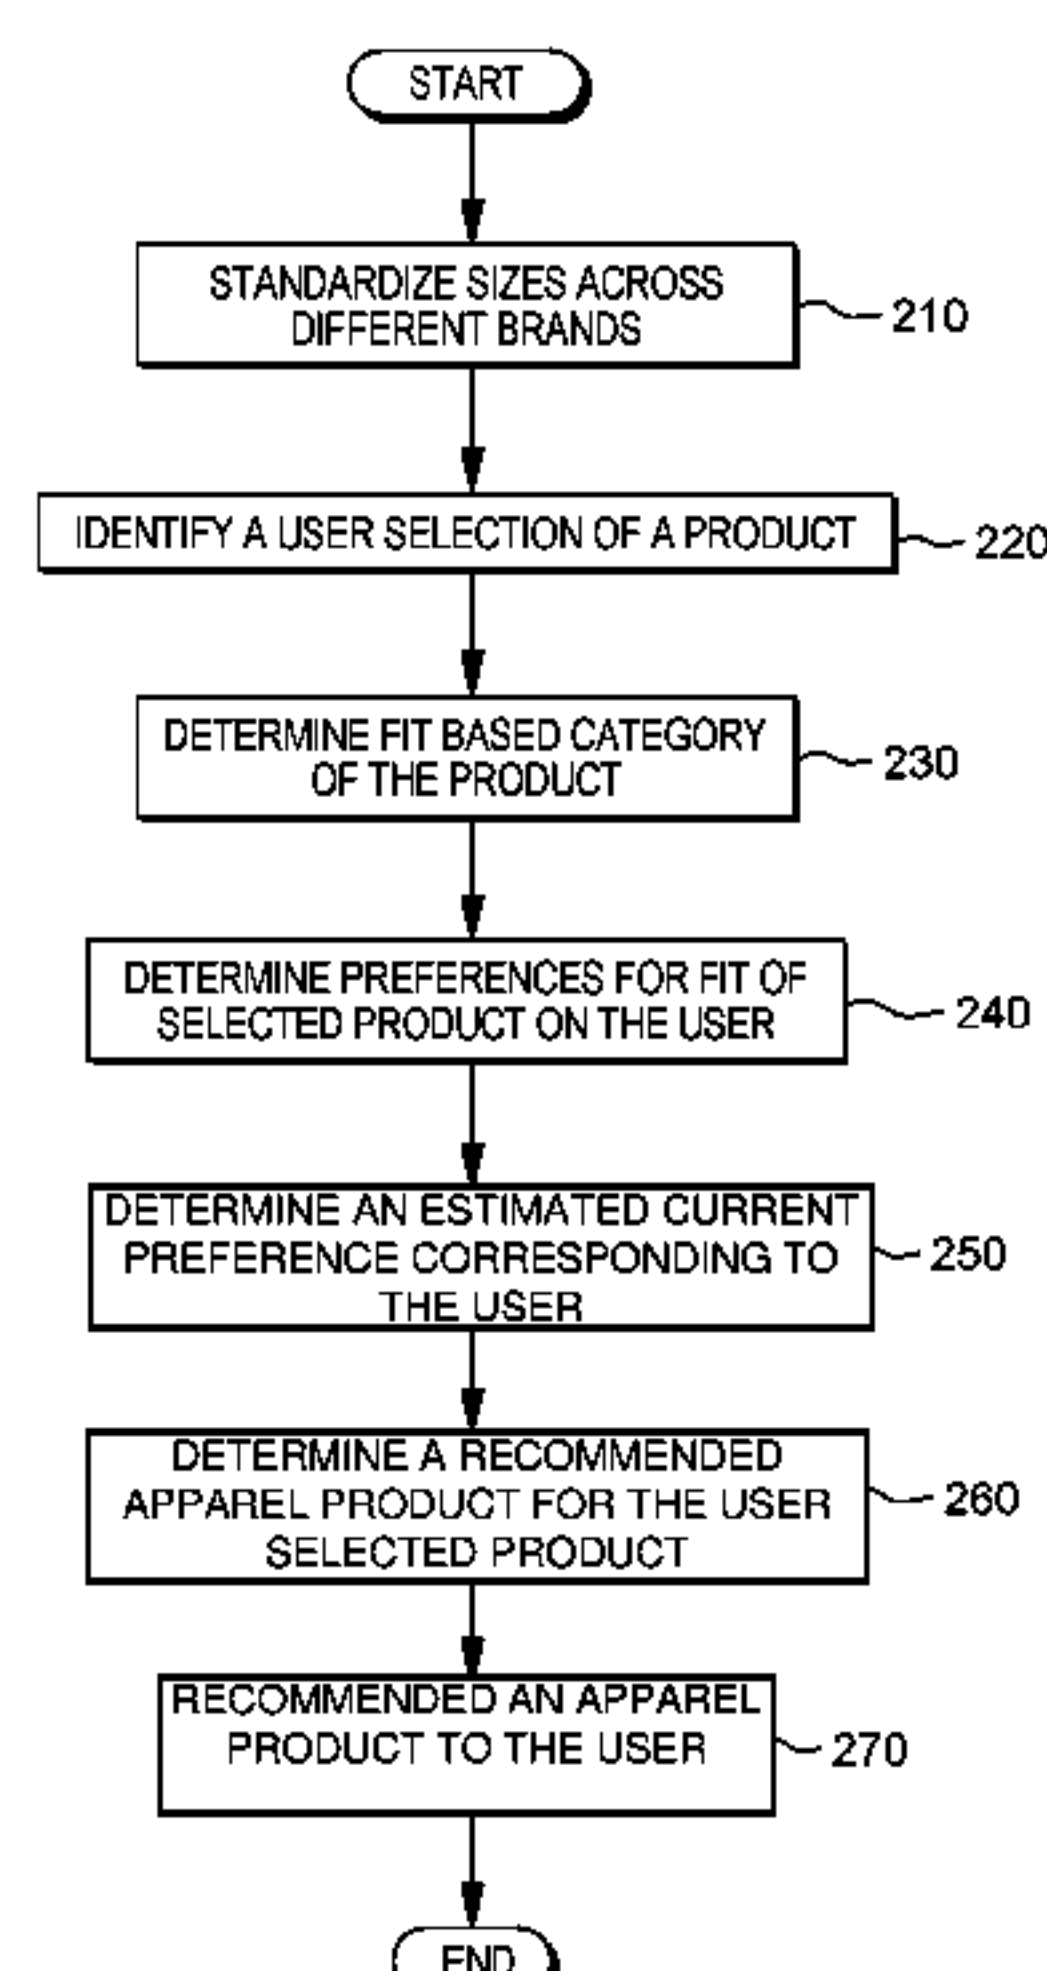 START
STANDARDIZE SIZES ACROSS
DIFFERENT BRANDS
210
IDENTIFY A USER SELECTION OF A PRODUCT
220
DETERMINE FIT BASED CATEGORY
OF THE PRODUCT
230
DETERMINE PREFERENCES FOR FIT OF
SELECTED PRODUCT ON THE USER
240
DETERMINE AN ESTIMATED CURRENT
PREFERENCE CORRESPONDING TO
THE USER
250
DETERMINE A RECOMMENDED
APPAREL PRODUCT FOR THE USER
SELECTED PRODUCT
260
RECOMMENDED AN APPAREL
PRODUCT TO THE USER
270
END